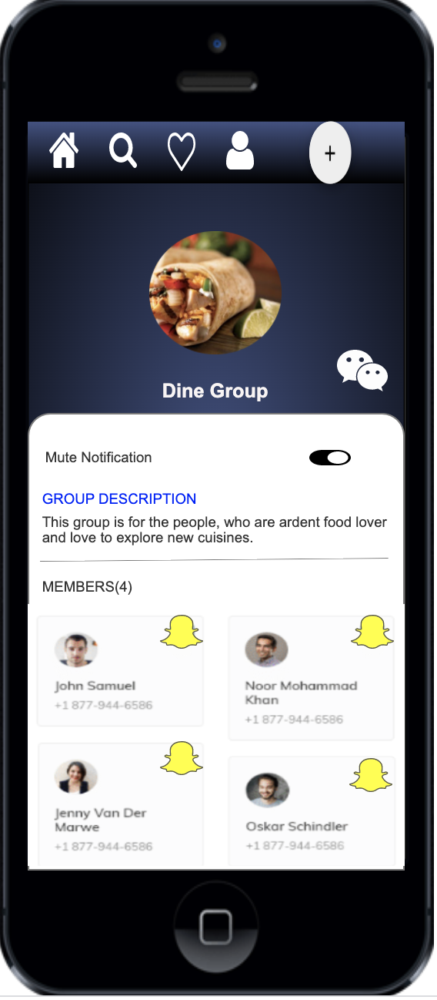 +
Dine Group
Mute Notification
GROUP DESCRIPTION
This group is for the people, who are ardent food lover
and love to explore new cuisines.
MEMBERS(4)
John Samuel
+1 877-944-6586
Noor Mohammad
Khan
+1 877-944-6586
Jenny Van Der
Marwe
+1 877-944-6586
Oskar Schindler
+1 877-944-6586